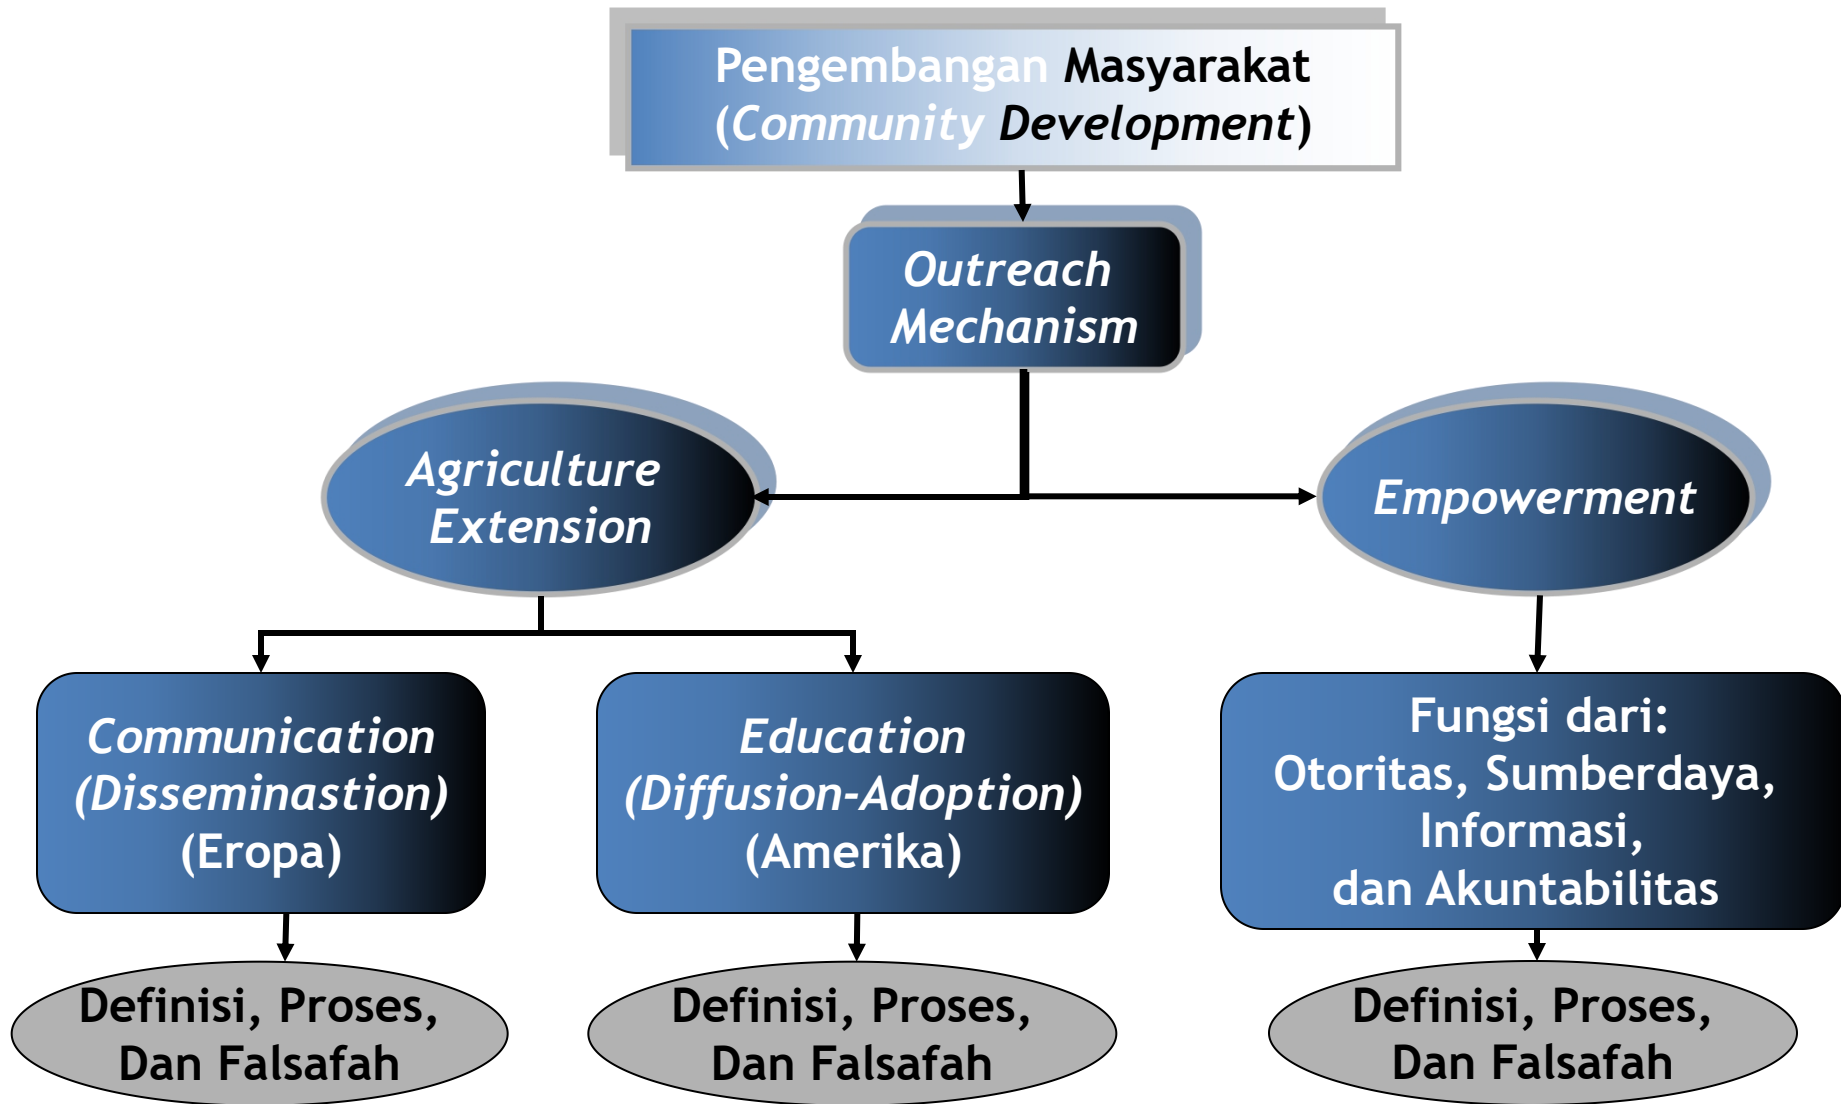 Pengembangan Masyarakat
(Community Development)
Outreach
Mechanism
Agriculture
Extension
Empowerment
Communication
(Disseminastion)
(Eropa)
Education
(Diffusion-Adoption)
(Amerika)
Fungsi dari:
Otoritas, Sumberdaya,
Informasi,
dan Akuntabilitas
Definisi, Proses,
Dan Falsafah
Definisi, Proses,
Dan Falsafah
Definisi, Proses,
Dan Falsafah